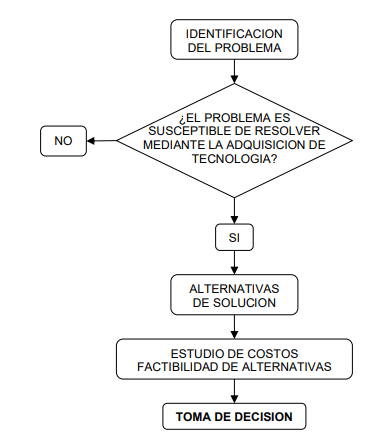 IDENTIFICACION
DEL PROBLEMA
¿EL PROBLEMA ES
SUSCEPTIBLE DE RESOLVER
MEDIANTE LA ADQUISICION DE
TECNOLOGIA?
NO
SI
ALTERNATIVAS
DE SOLUCION
ESTUDIO DE COSTOS
FACTIBILIDAD DE ALTERNATIVAS
TOMA DE DECISION